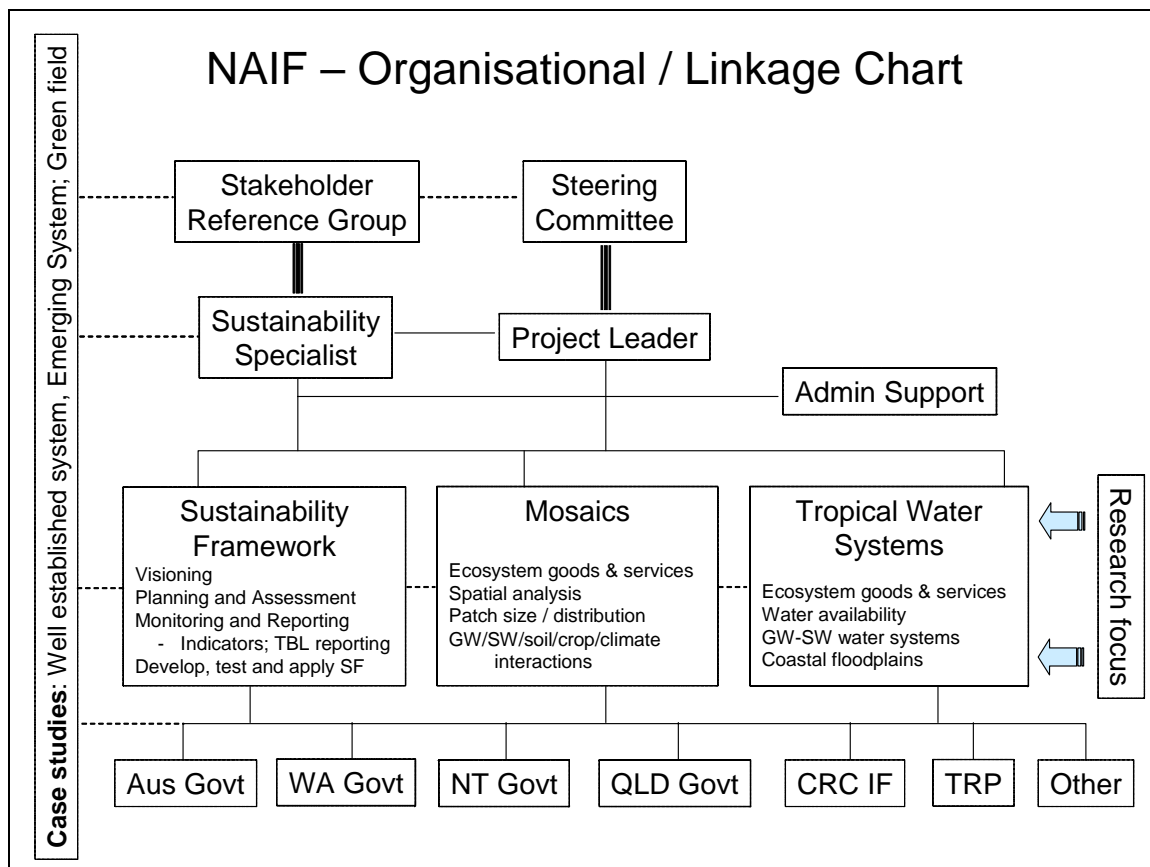 NAIF – Organisational / Linkage Chart
Case studies: Well established system, Emerging System; Green field
Stakeholder
Reference Group
Steering
Committee
Sustainability
Specialist
Project Leader
Admin Support
Sustainability
Framework
Visioning
Planning and Assessment
Monitoring and Reporting
- Indicators; TBL reporting
Develop, test and apply SF
Mosaics
Ecosystem goods & services
Spatial analysis
Patch size / distribution
GW/SW/soil/crop/climate
interactions
Tropical Water
Systems
Ecosystem goods & services
Water availability
GW-SW water systems
Coastal floodplains
Research focus
Aus Govt
WA Govt
NT Govt
QLD Govt
CRC IF
TRP
Other